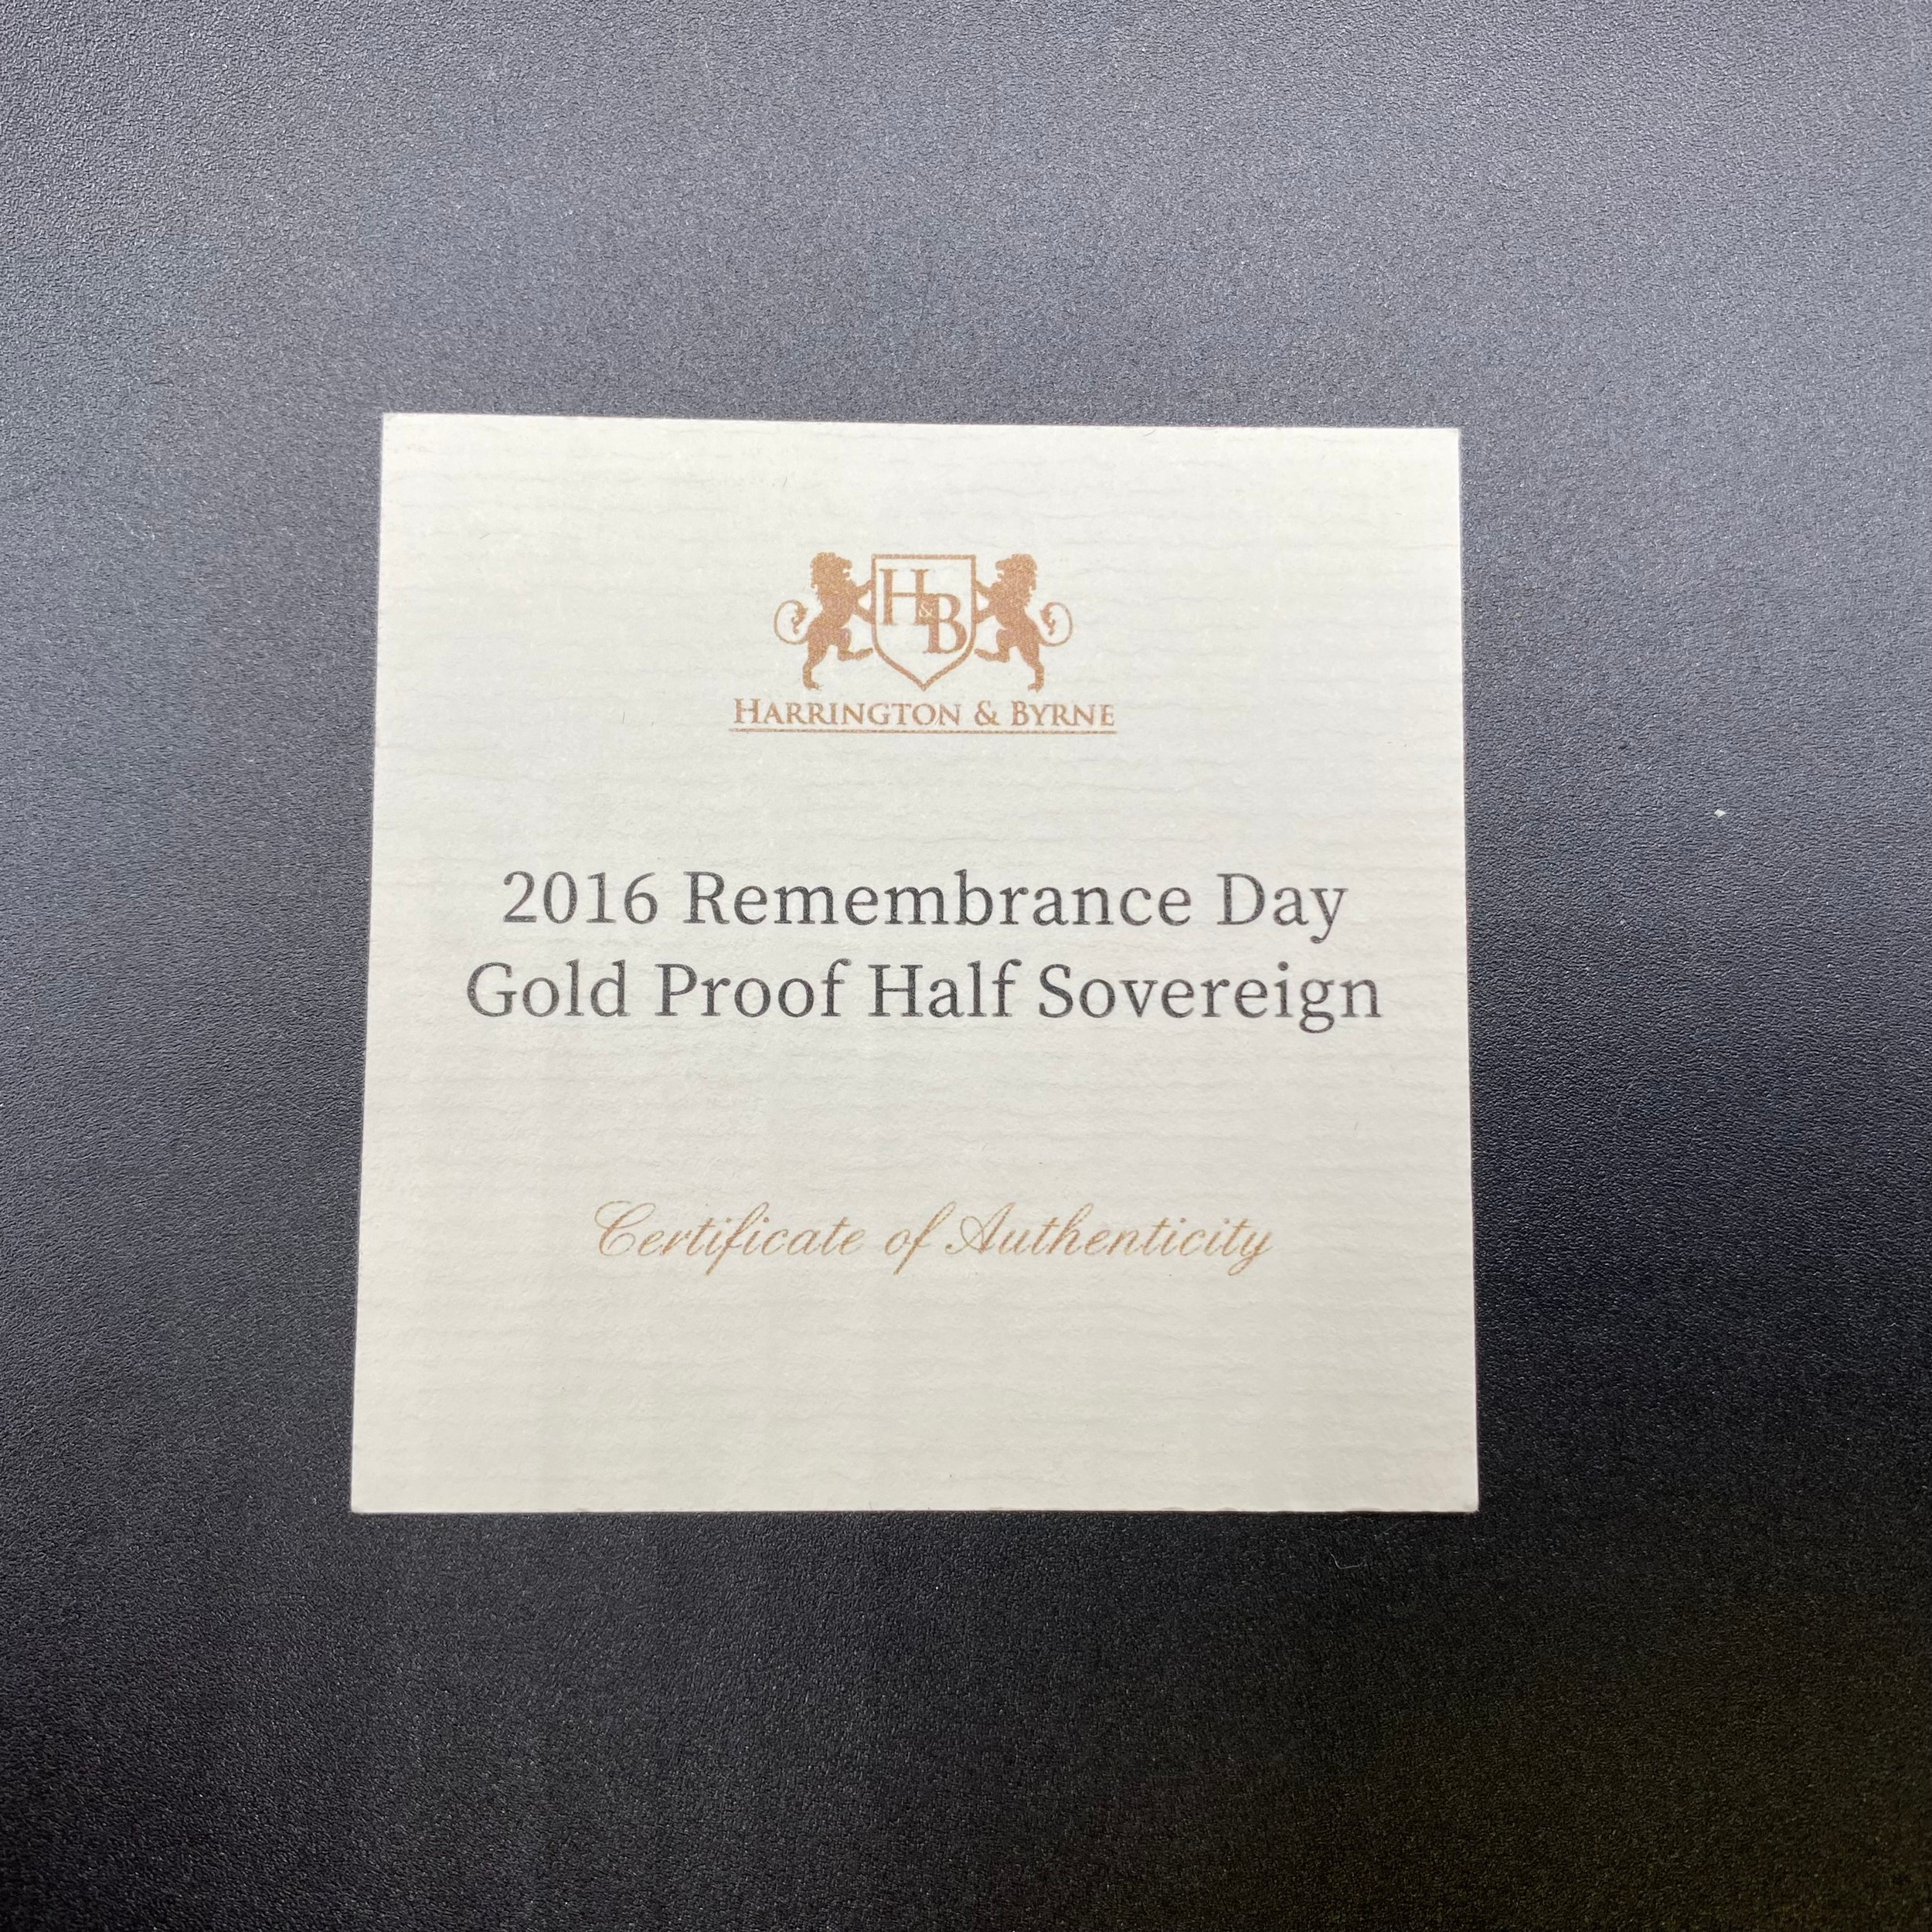 H&B
HARRINGTON & BYRNE
2016 Remembrance Day
Gold Proof Half Sovereign
Certificate of Authenticity